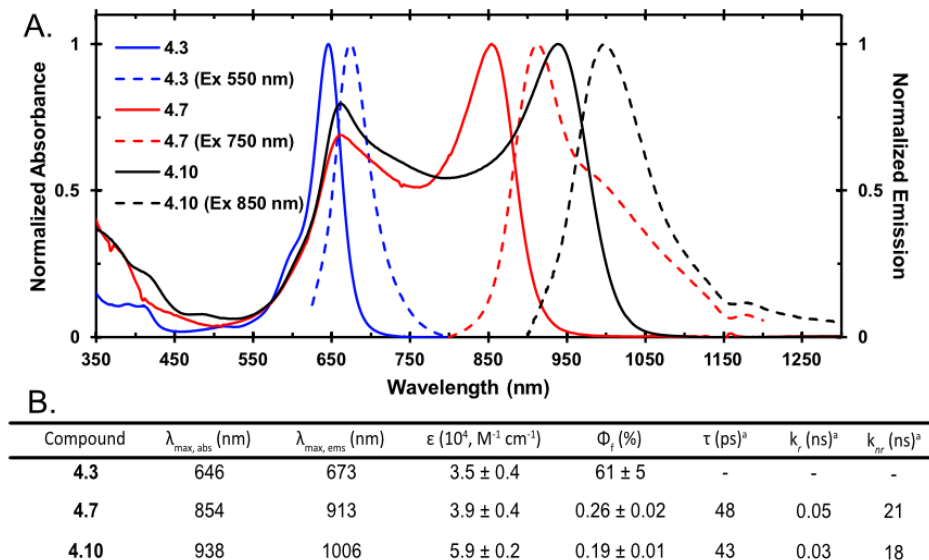 A.
Normalized Absorbance
1
0.5
0
4.3
4.3 (Ex 550 nm)
4.7
4.7 (Ex 750 nm)
4.10
4.10 (Ex 850 nm)
1
0.5
0
Normalized Emission
350 450 550 650 750 850 950 1050 1150 1250
Wavelength (nm)
B.
Compound λmax, abs (nm) λmax, ems (nm) ε (10⁴, M⁻¹ cm⁻¹) Φf (%) τ (ps)ᵃ kr (ns)ᵃ knr (ns)ᵃ
4.3 646 673 3.5 ± 0.4 61 ± 5 - - -
4.7 854 913 3.9 ± 0.4 0.26 ± 0.02 48 0.05 21
4.10 938 1006 5.9 ± 0.2 0.19 ± 0.01 43 0.03 18